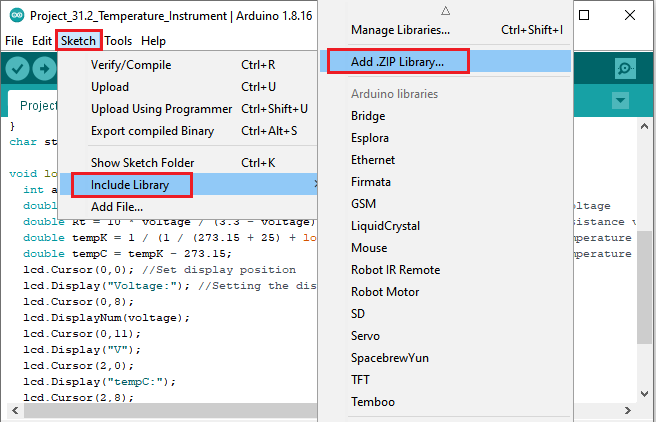 Project_31.2_Temperature_Instrument | Arduino 1.8.16
File Edit Sketch Tools Help
Verify/Compile Ctrl+R
Upload Ctrl+U
Upload Using Programmer Ctrl+Shift+U
Export compiled Binary Ctrl+Alt+S
Show Sketch Folder Ctrl+K
Include Library
Add File...
Manage Libraries... Ctrl+Shift+I
Add .ZIP Library...
Arduino libraries
Bridge
Esplora
Ethernet
Firmata
GSM
LiquidCrystal
Mouse
Robot IR Remote
Robot Motor
SD
Servo
SpacebrewYun
TFT
Temboo
Project
}
char st
void lo
int a
doubl
oltage
double Rt = 10 * voltage / (3.3 - voltage)
sistance v
double tempK = 1 / (1 / (273.15 + 25) + lo
mperature
double tempC = tempK - 273.15;
mperature
lcd.Cursor(0,0); //Set display position
lcd.Display("Voltage:"); //Setting the dis
lcd.Cursor(0,8);
lcd.DisplayNum(voltage);
lcd.Cursor(0,11);
lcd.Display("V");
lcd.Cursor(2,0);
lcd.Display("tempC:");
lcd.Cursor(2,8);